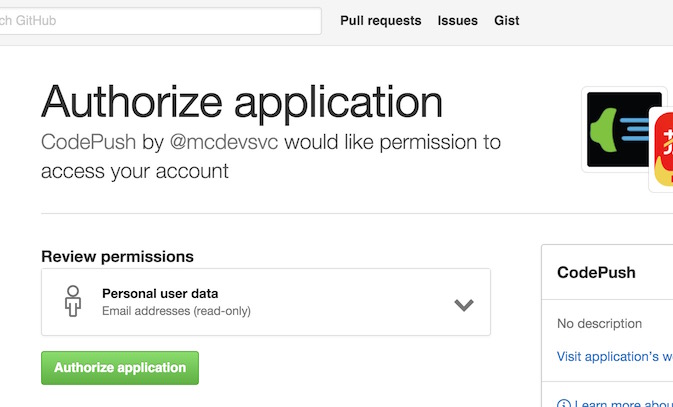 ch GitHub
Pull requests
Issues
Gist
Authorize application
CodePush by @mcdevsvc would like permission to
access your account
Review permissions
Personal user data
Email addresses (read-only)
Authorize application
CodePush
No description
Visit application's w
Learn more abou